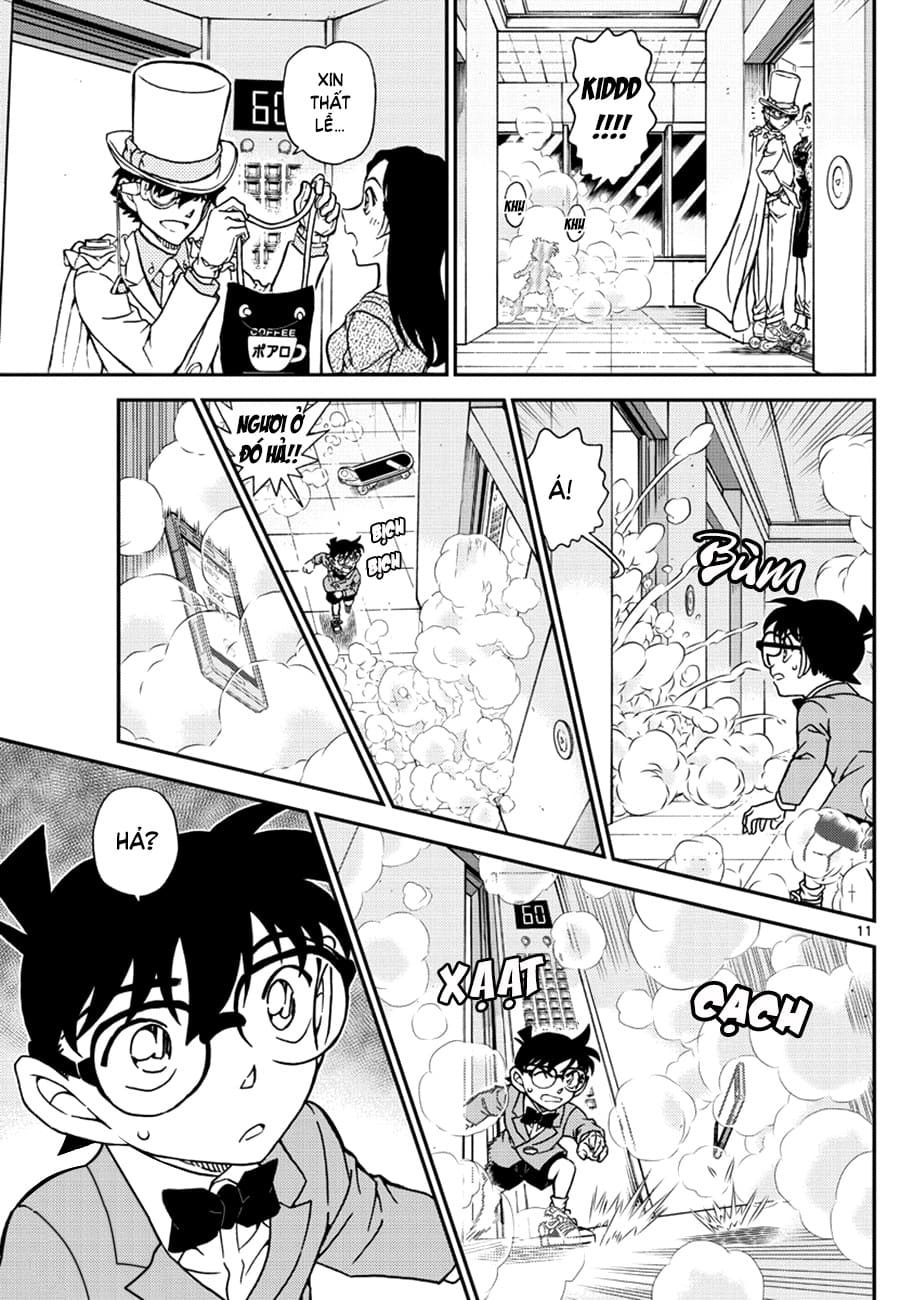 KIDDD
!!!!
KHỤ
KHỤ
XIN
THẤT
LỄ...
60
COFFEE
ポアロ
Á!
BÙM
NGƯƠI Ở
ĐÓ HẢ!!
BỊCH
BỊCH
60
XẠẠT
CẠCH
HẢ?
11